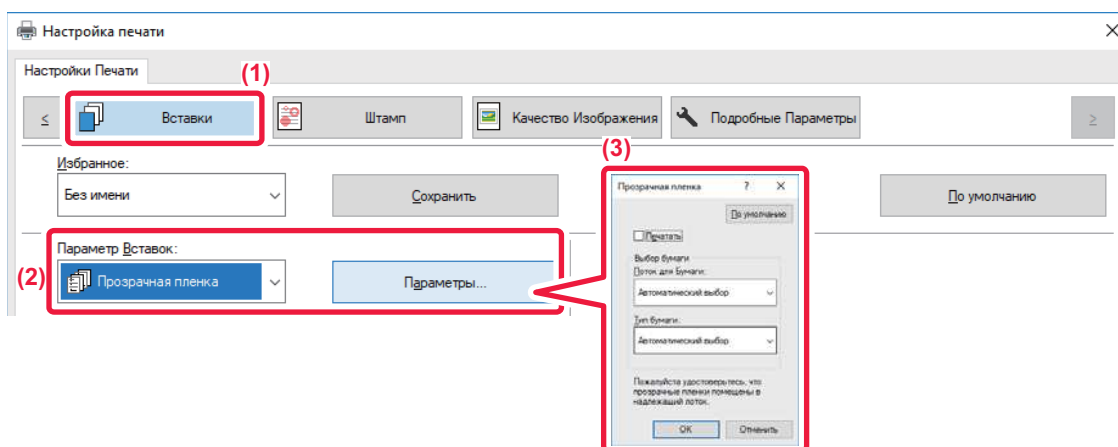 Настройка печати
Настройки Печати
(1)
<
Вставки
Штамп
Качество Изображения
Подробные Параметры
>
Избранное:
Без имени
Сохранить
По умолчанию
(2)
Параметр Вставок:
Прозрачная пленка
Параметры...
(3)
Прозрачная пленка ? X
По умолчанию
Печатать
Выбор бумаги
Лоток для Бумаги:
Автоматический выбор
Тип бумаги:
Автоматический выбор
Пожалуйста удостоверьтесь, что
прозрачные пленки помещены в
надлежащий лоток.
OK
Отменить